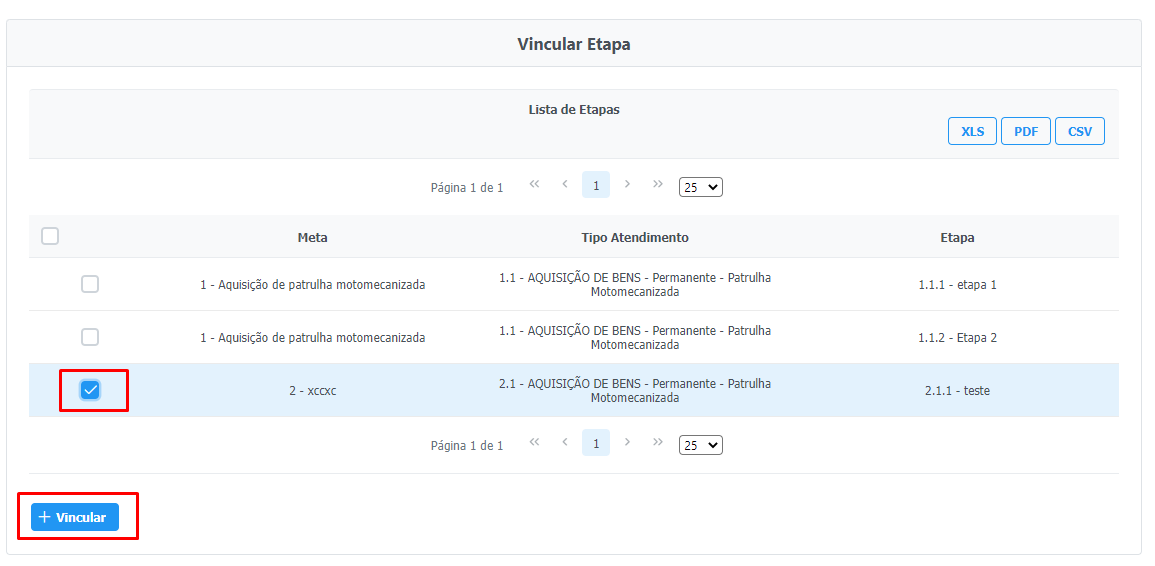 Vincular Etapa
Lista de Etapas
XLS PDF CSV
Página 1 de 1 1 25
Meta Tipo Atendimento Etapa
1 - Aquisição de patrulha motomecanizada 1.1 - AQUISIÇÃO DE BENS - Permanente - Patrulha Motomecanizada 1.1.1 - etapa 1
1 - Aquisição de patrulha motomecanizada 1.1 - AQUISIÇÃO DE BENS - Permanente - Patrulha Motomecanizada 1.1.2 - Etapa 2
2 - xccxc 2.1 - AQUISIÇÃO DE BENS - Permanente - Patrulha Motomecanizada 2.1.1 - teste
Página 1 de 1 1 25
+ Vincular